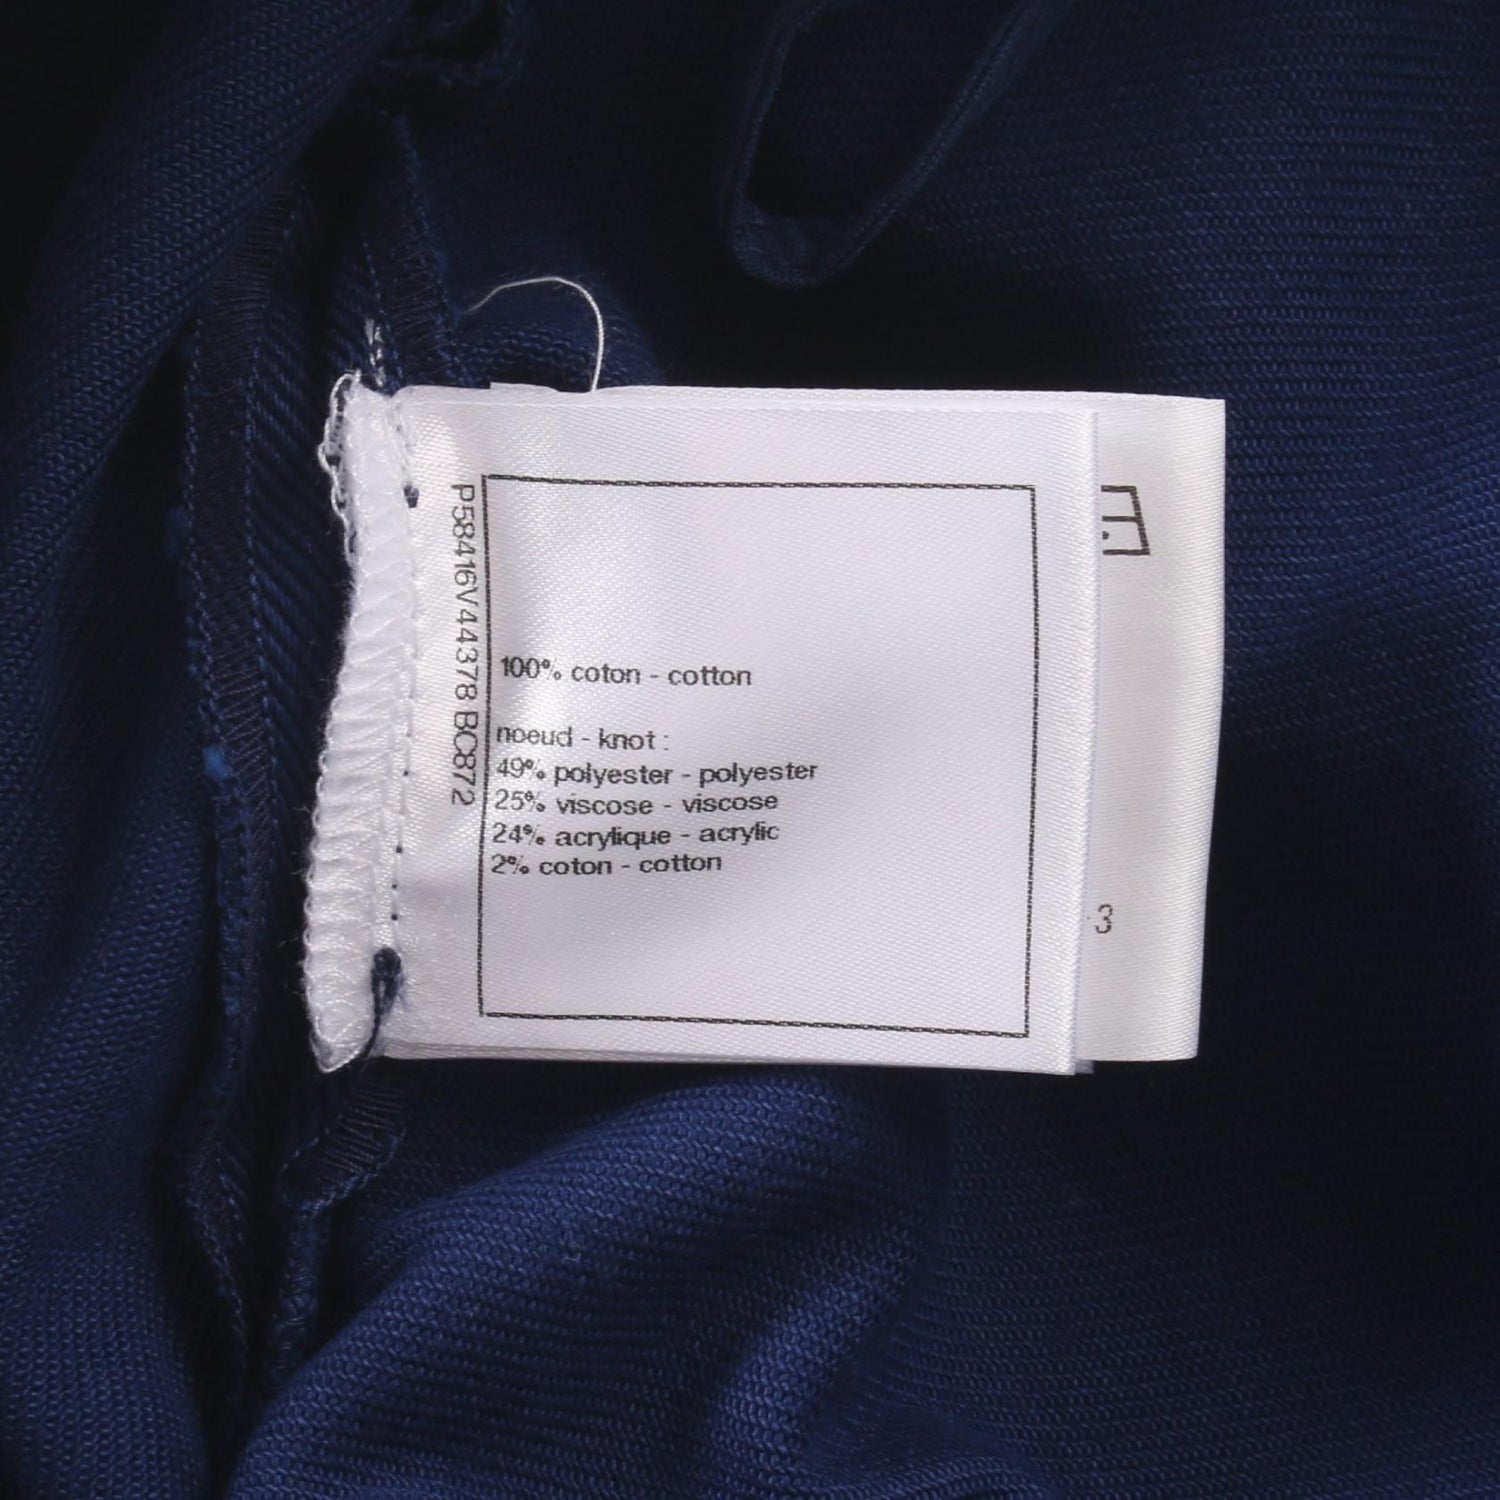 P58416V44378 BC872
100% coton - cotton
noeud - knot :
49% polyester - polyester
25% viscose - viscose
24% acrylique - acrylic
2% coton - cotton
3